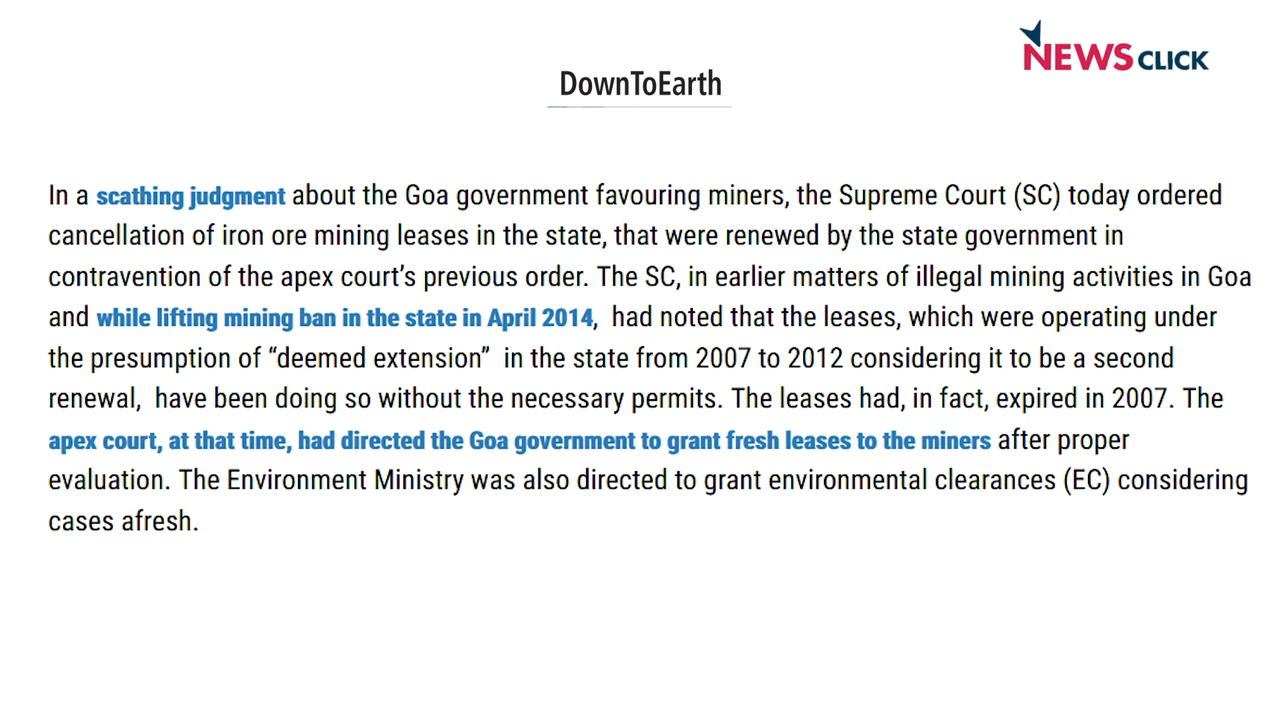 NEWSCLICK
DownToEarth
In a scathing judgment about the Goa government favouring miners, the Supreme Court (SC) today ordered
cancellation of iron ore mining leases in the state, that were renewed by the state government in
contravention of the apex court's previous order. The SC, in earlier matters of illegal mining activities in Goa
and while lifting mining ban in the state in April 2014,  had noted that the leases, which were operating under
the presumption of “deemed extension”  in the state from 2007 to 2012 considering it to be a second
renewal,  have been doing so without the necessary permits. The leases had, in fact, expired in 2007. The
apex court, at that time, had directed the Goa government to grant fresh leases to the miners after proper
evaluation. The Environment Ministry was also directed to grant environmental clearances (EC) considering
cases afresh.